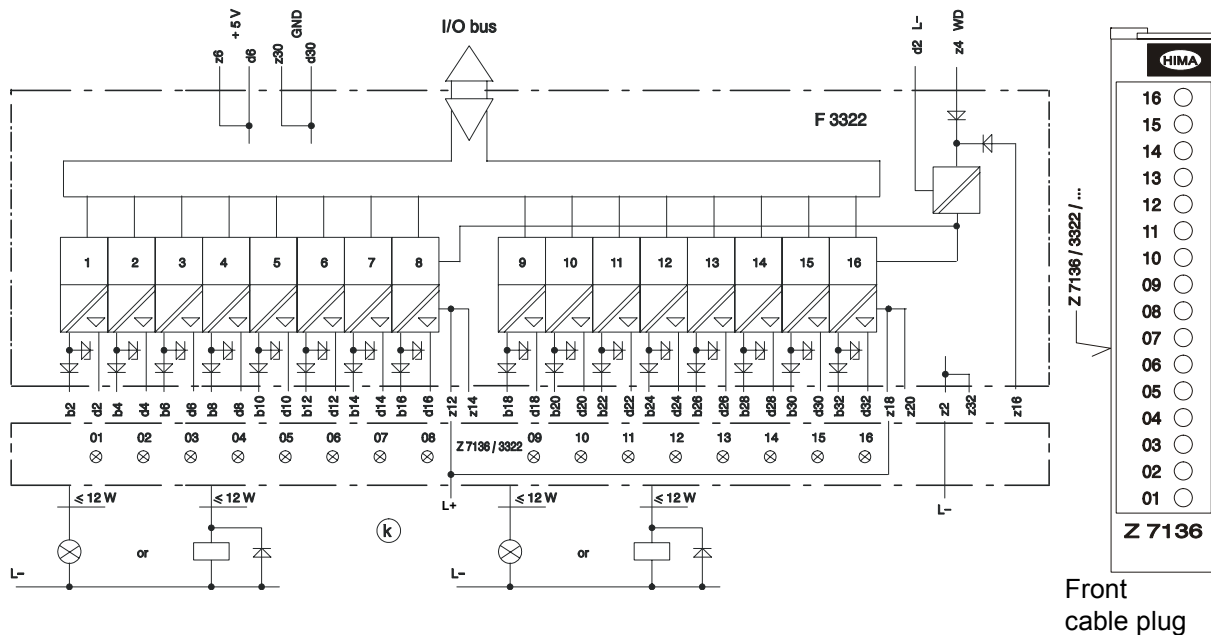 z6
+ 5 V
d6
z30
GND
d30
I/O bus
d2 L-
z4 WD
F 3322
1 2 3 4 5 6 7 8 9 10 11 12 13 14 15 16
b2 d2 b4 d4 b6 d6 b8 d8 b10 d10 b12 d12 b14 d14 b16 d16 z12 z14 b18 d18 b20 d20 b22 d22 b24 d24 b26 d26 b28 d28 b30 d30 b32 d32 z18 z20 z2 z32 z16
01 02 03 04 05 06 07 08 Z 7136 / 3322 09 10 11 12 13 14 15 16
≤ 12 W ≤ 12 W L+ ≤ 12 W ≤ 12 W L-
k
or or
L- L-
Z 7136 / 3322 / ...
HIMA
16
15
14
13
12
11
10
09
08
07
06
05
04
03
02
01
Z 7136
Front
cable plug